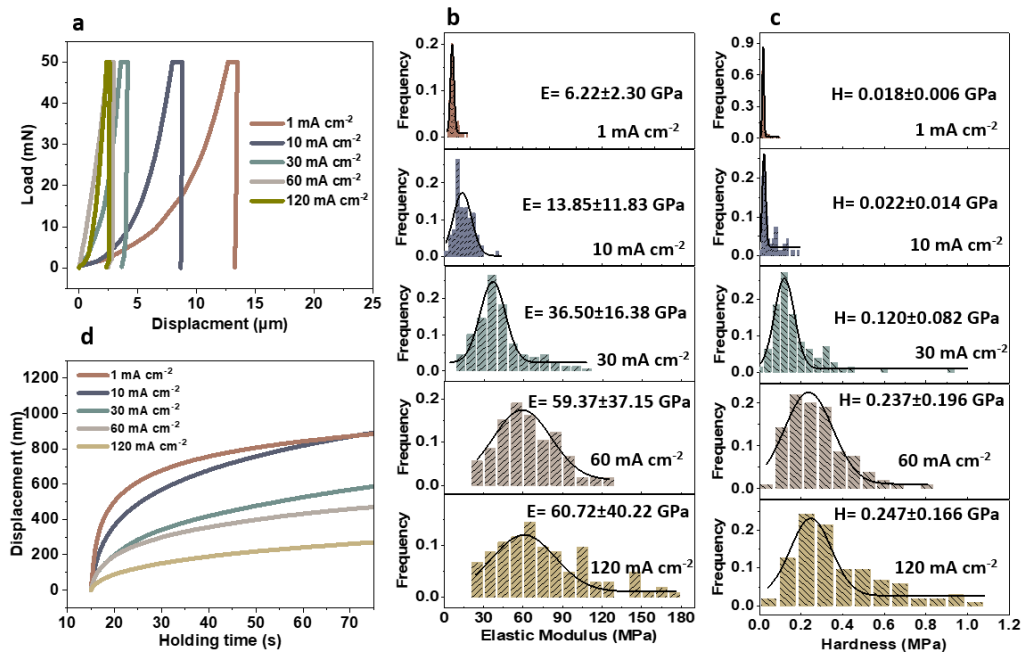 a
Load (mN)
50
40
30
20
10
0
1 mA cm-2
10 mA cm-2
30 mA cm-2
60 mA cm-2
120 mA cm-2
0 5 10 15 20 25
Displacment (µm)
d
Displacement (nm)
1200
1000
800
600
400
200
0
1 mA cm-2
10 mA cm-2
30 mA cm-2
60 mA cm-2
120 mA cm-2
10 20 30 40 50 60 70
Holding time (s)
b
Frequency
0.2
0.1
0.0
E= 6.22±2.30 GPa
1 mA cm-2
Frequency
0.2
0.1
0.0
E= 13.85±11.83 GPa
10 mA cm-2
Frequency
0.2
0.1
0.0
E= 36.50±16.38 GPa
30 mA cm-2
Frequency
0.2
0.1
0.0
E= 59.37±37.15 GPa
60 mA cm-2
Frequency
0.2
0.1
0.0
E= 60.72±40.22 GPa
120 mA cm-2
0 30 60 90 120 150 180
Elastic Modulus (MPa)
c
Frequency
0.9
0.6
0.3
0.0
H= 0.018±0.006 GPa
1 mA cm-2
Frequency
0.2
0.1
0.0
H= 0.022±0.014 GPa
10 mA cm-2
Frequency
0.2
0.1
0.0
H= 0.120±0.082 GPa
30 mA cm-2
Frequency
0.2
0.1
0.0
H= 0.237±0.196 GPa
60 mA cm-2
Frequency
0.2
0.1
0.0
H= 0.247±0.166 GPa
120 mA cm-2
0.0 0.2 0.4 0.6 0.8 1.0 1.2
Hardness (MPa)